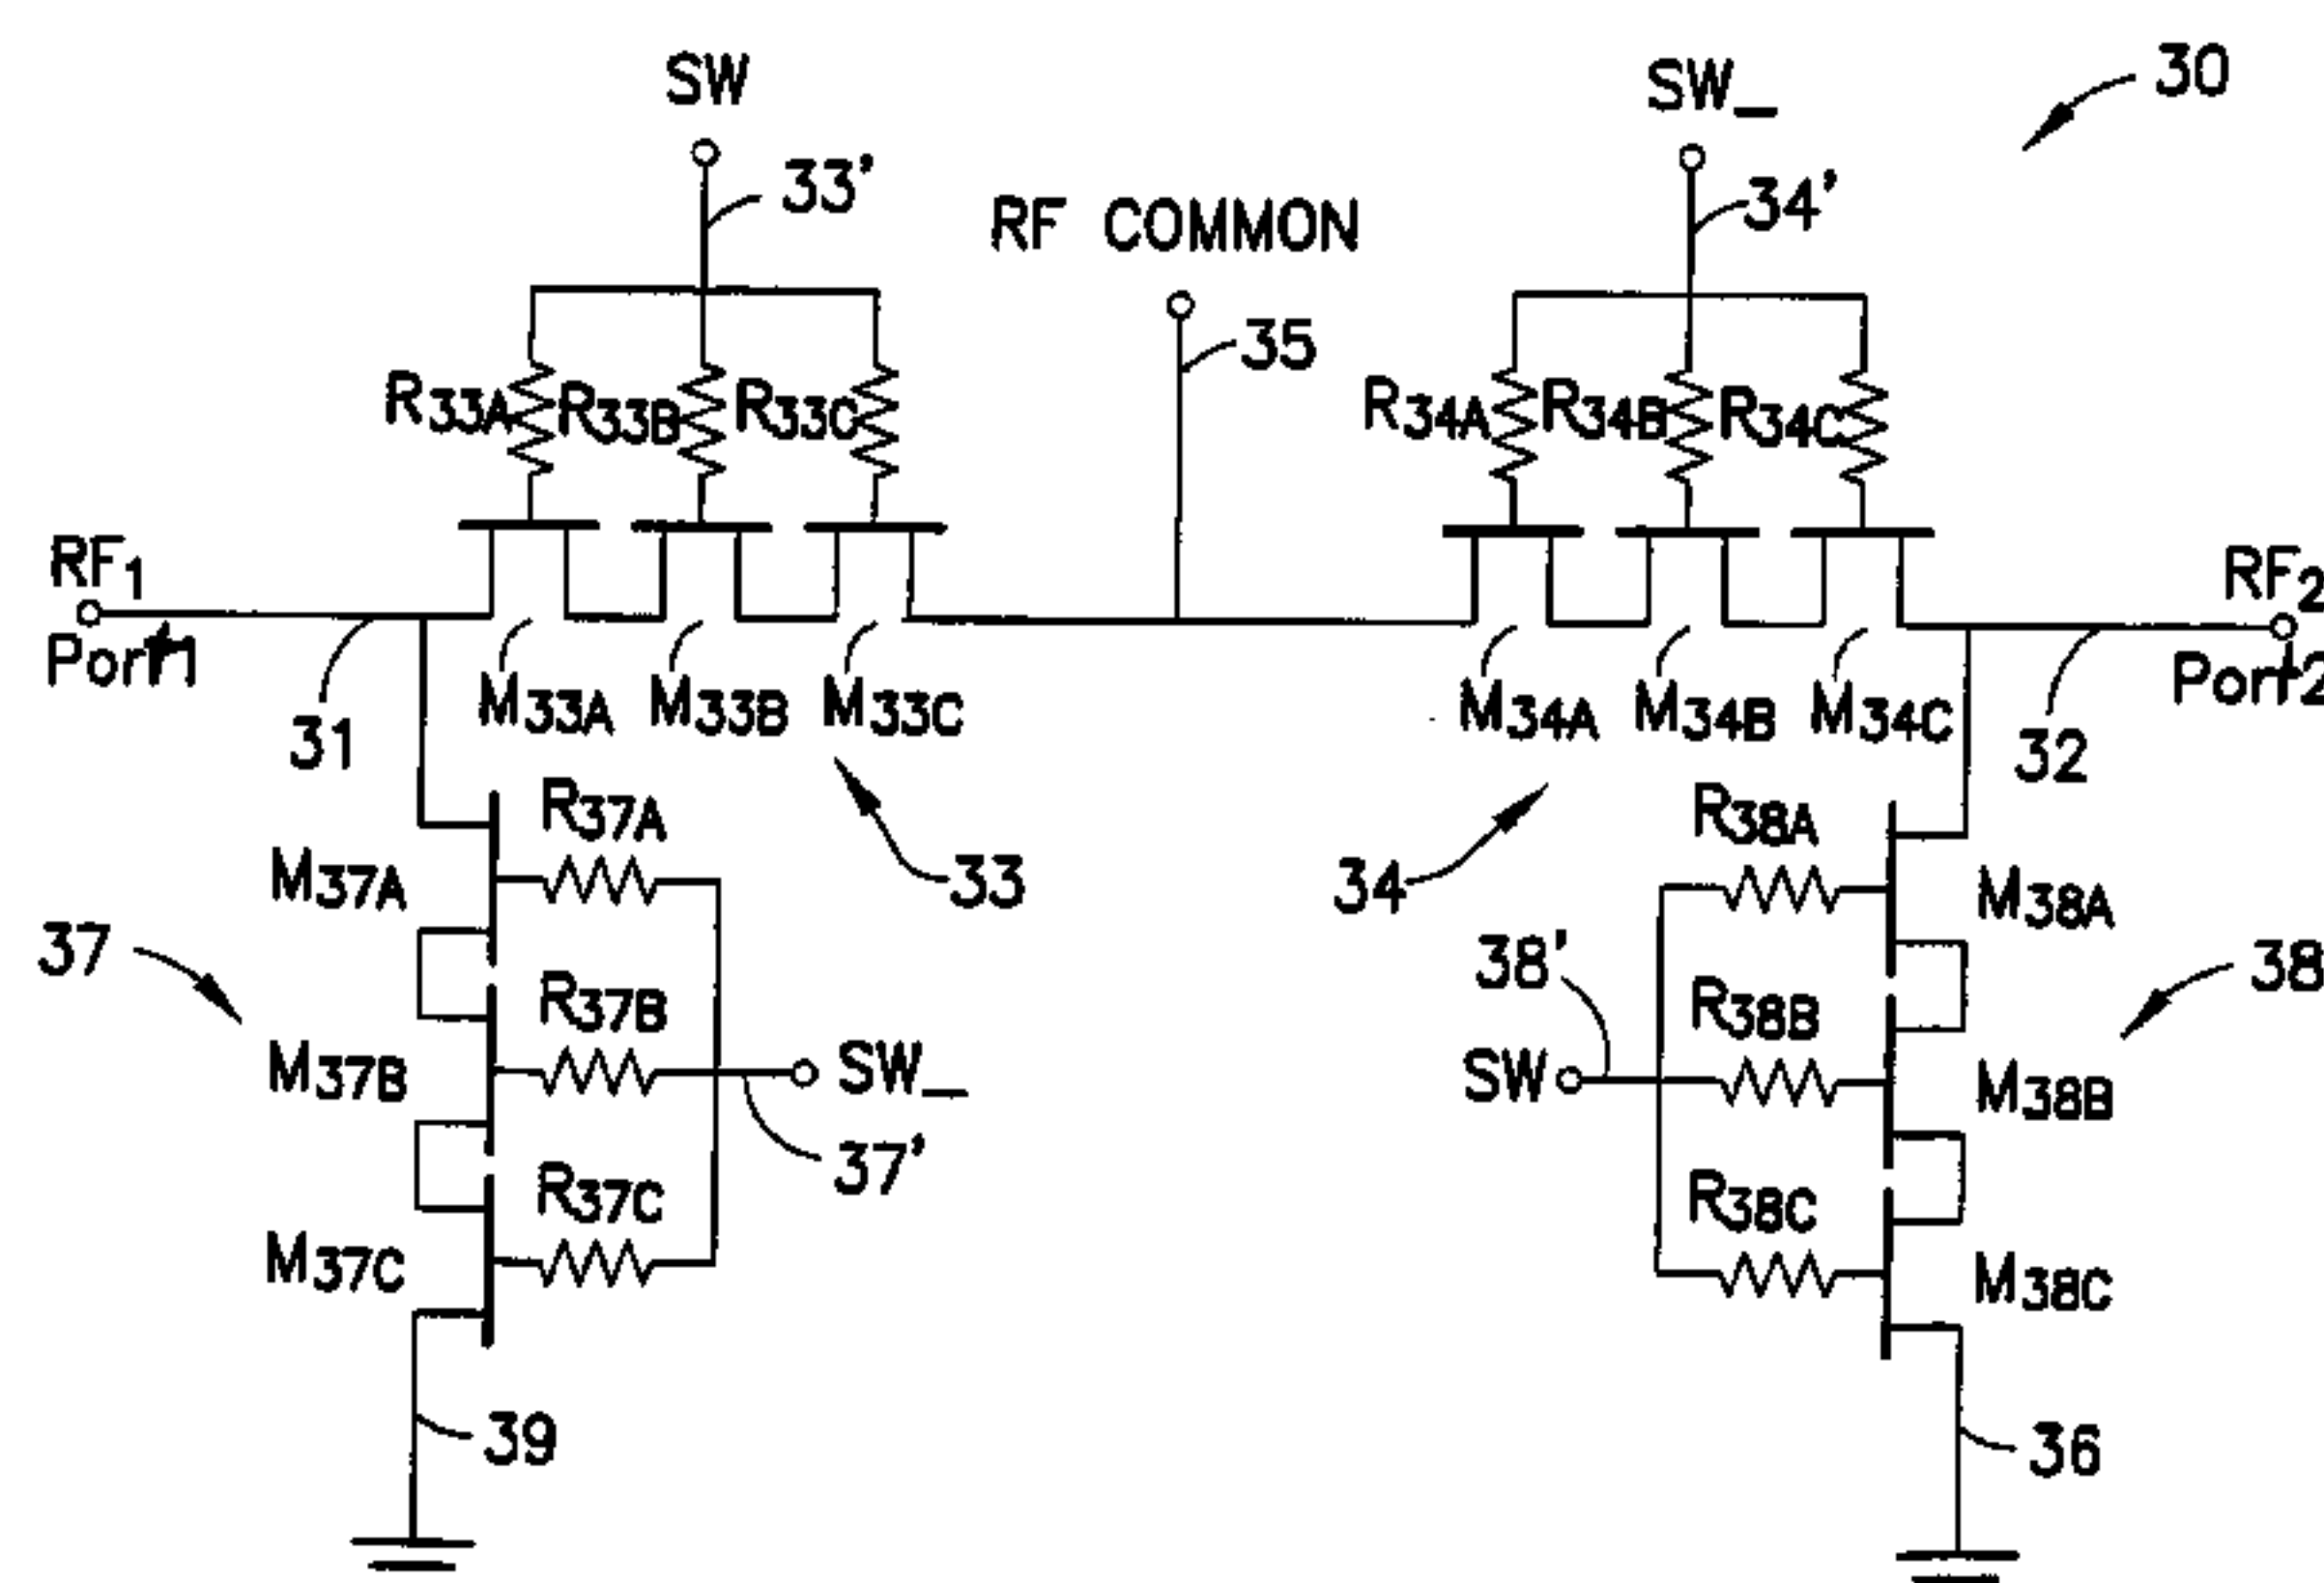 SW
SW_
30
33'
34'
RF COMMON
35
R33A
R33B
R33C
R34A
R34B
R34C
RF1
Port1
RF2
Port2
31
M33A
M33B
M33C
M34A
M34B
M34C
32
33
34
R37A
M37A
37
R37B
M37B
SW_
37'
R37C
M37C
39
R38A
M38A
38'
38
R38B
SW
M38B
R38C
M38C
36